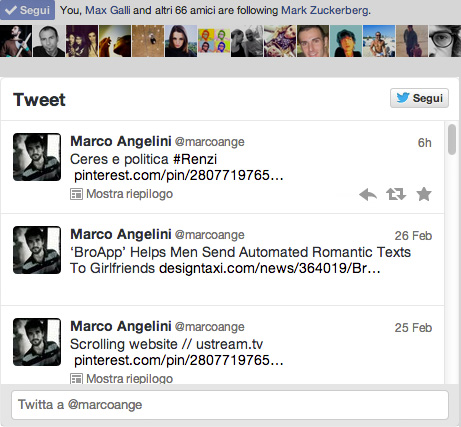 Segui You, Max Galli and altri 66 amici are following Mark Zuckerberg.
Tweet Segui
Marco Angelini @marcoange 6h
Ceres e politica #Renzi
pinterest.com/pin/2807719765…
Mostra riepilogo
Marco Angelini @marcoange 26 Feb
‘BroApp’ Helps Men Send Automated Romantic Texts
To Girlfriends designtaxi.com/news/364019/Br…
Marco Angelini @marcoange 25 Feb
Scrolling website // ustream.tv
pinterest.com/pin/2807719765…
Mostra riepilogo
Twitta a @marcoange